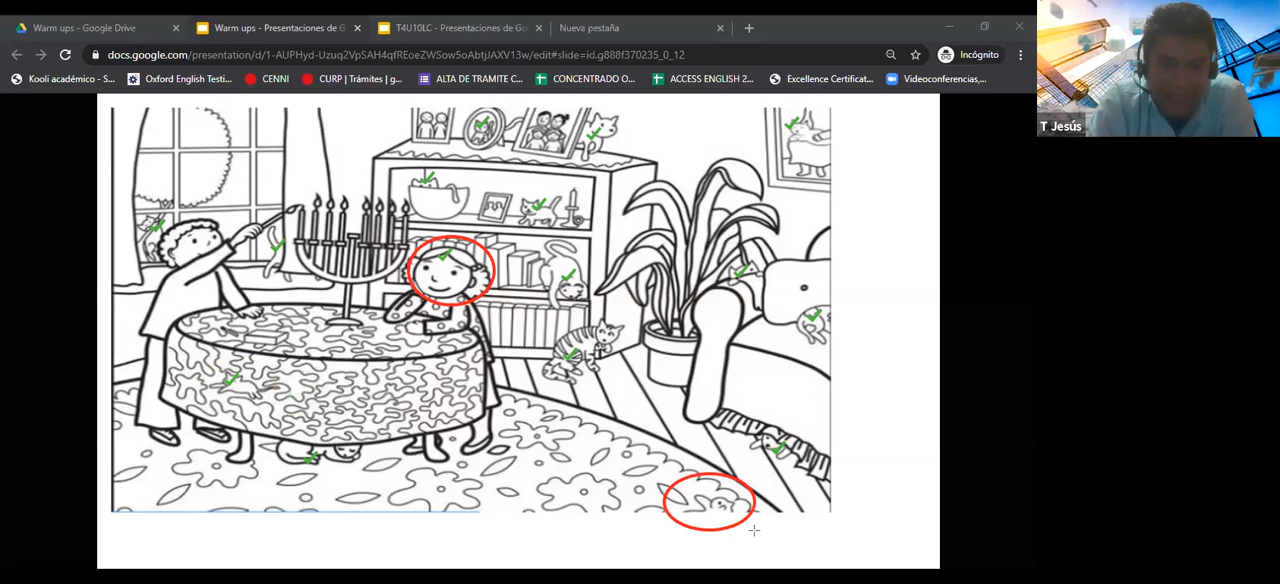 Warm ups - Google Drive
Warm ups - Presentaciones de G
T4U10LC - Presentaciones de Go
Nueva pestaña
docs.google.com/presentation/d/1-AUPHyd-Uzuq2VpSAH4qfREoeZWSow5oAbtjJAXV13w/edit#slide=id.g888f370235_0_12
Incógnito
Kooli académico - S...
Oxford English Testi...
CENNI
CURP | Trámites | g...
ALTA DE TRAMITE C...
CONCENTRADO O...
ACCESS ENGLISH 2...
Excellence Certificat...
Videoconferencias,...
T Jesús